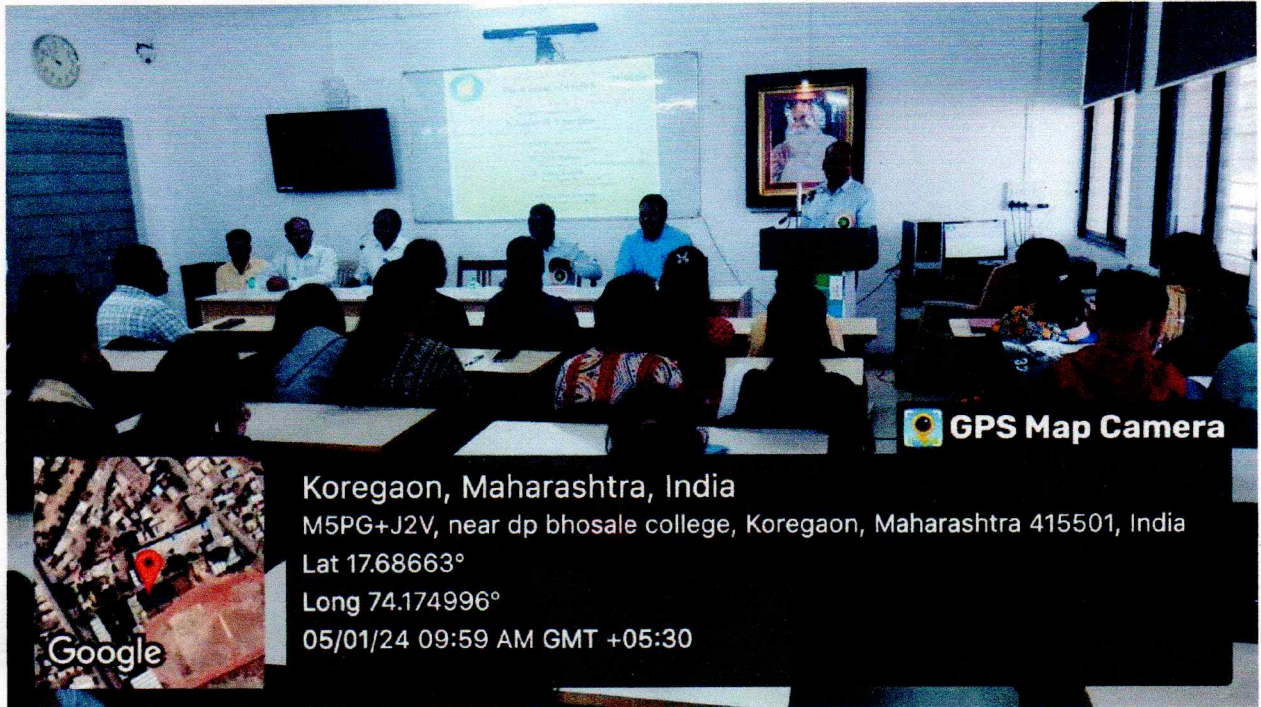 GPS Map Camera
Koregaon, Maharashtra, India
M5PG+J2V, near dp bhosale college, Koregaon, Maharashtra 415501, India
Lat 17.68663°
Long 74.174996°
05/01/24 09:59 AM GMT +05:30
Google